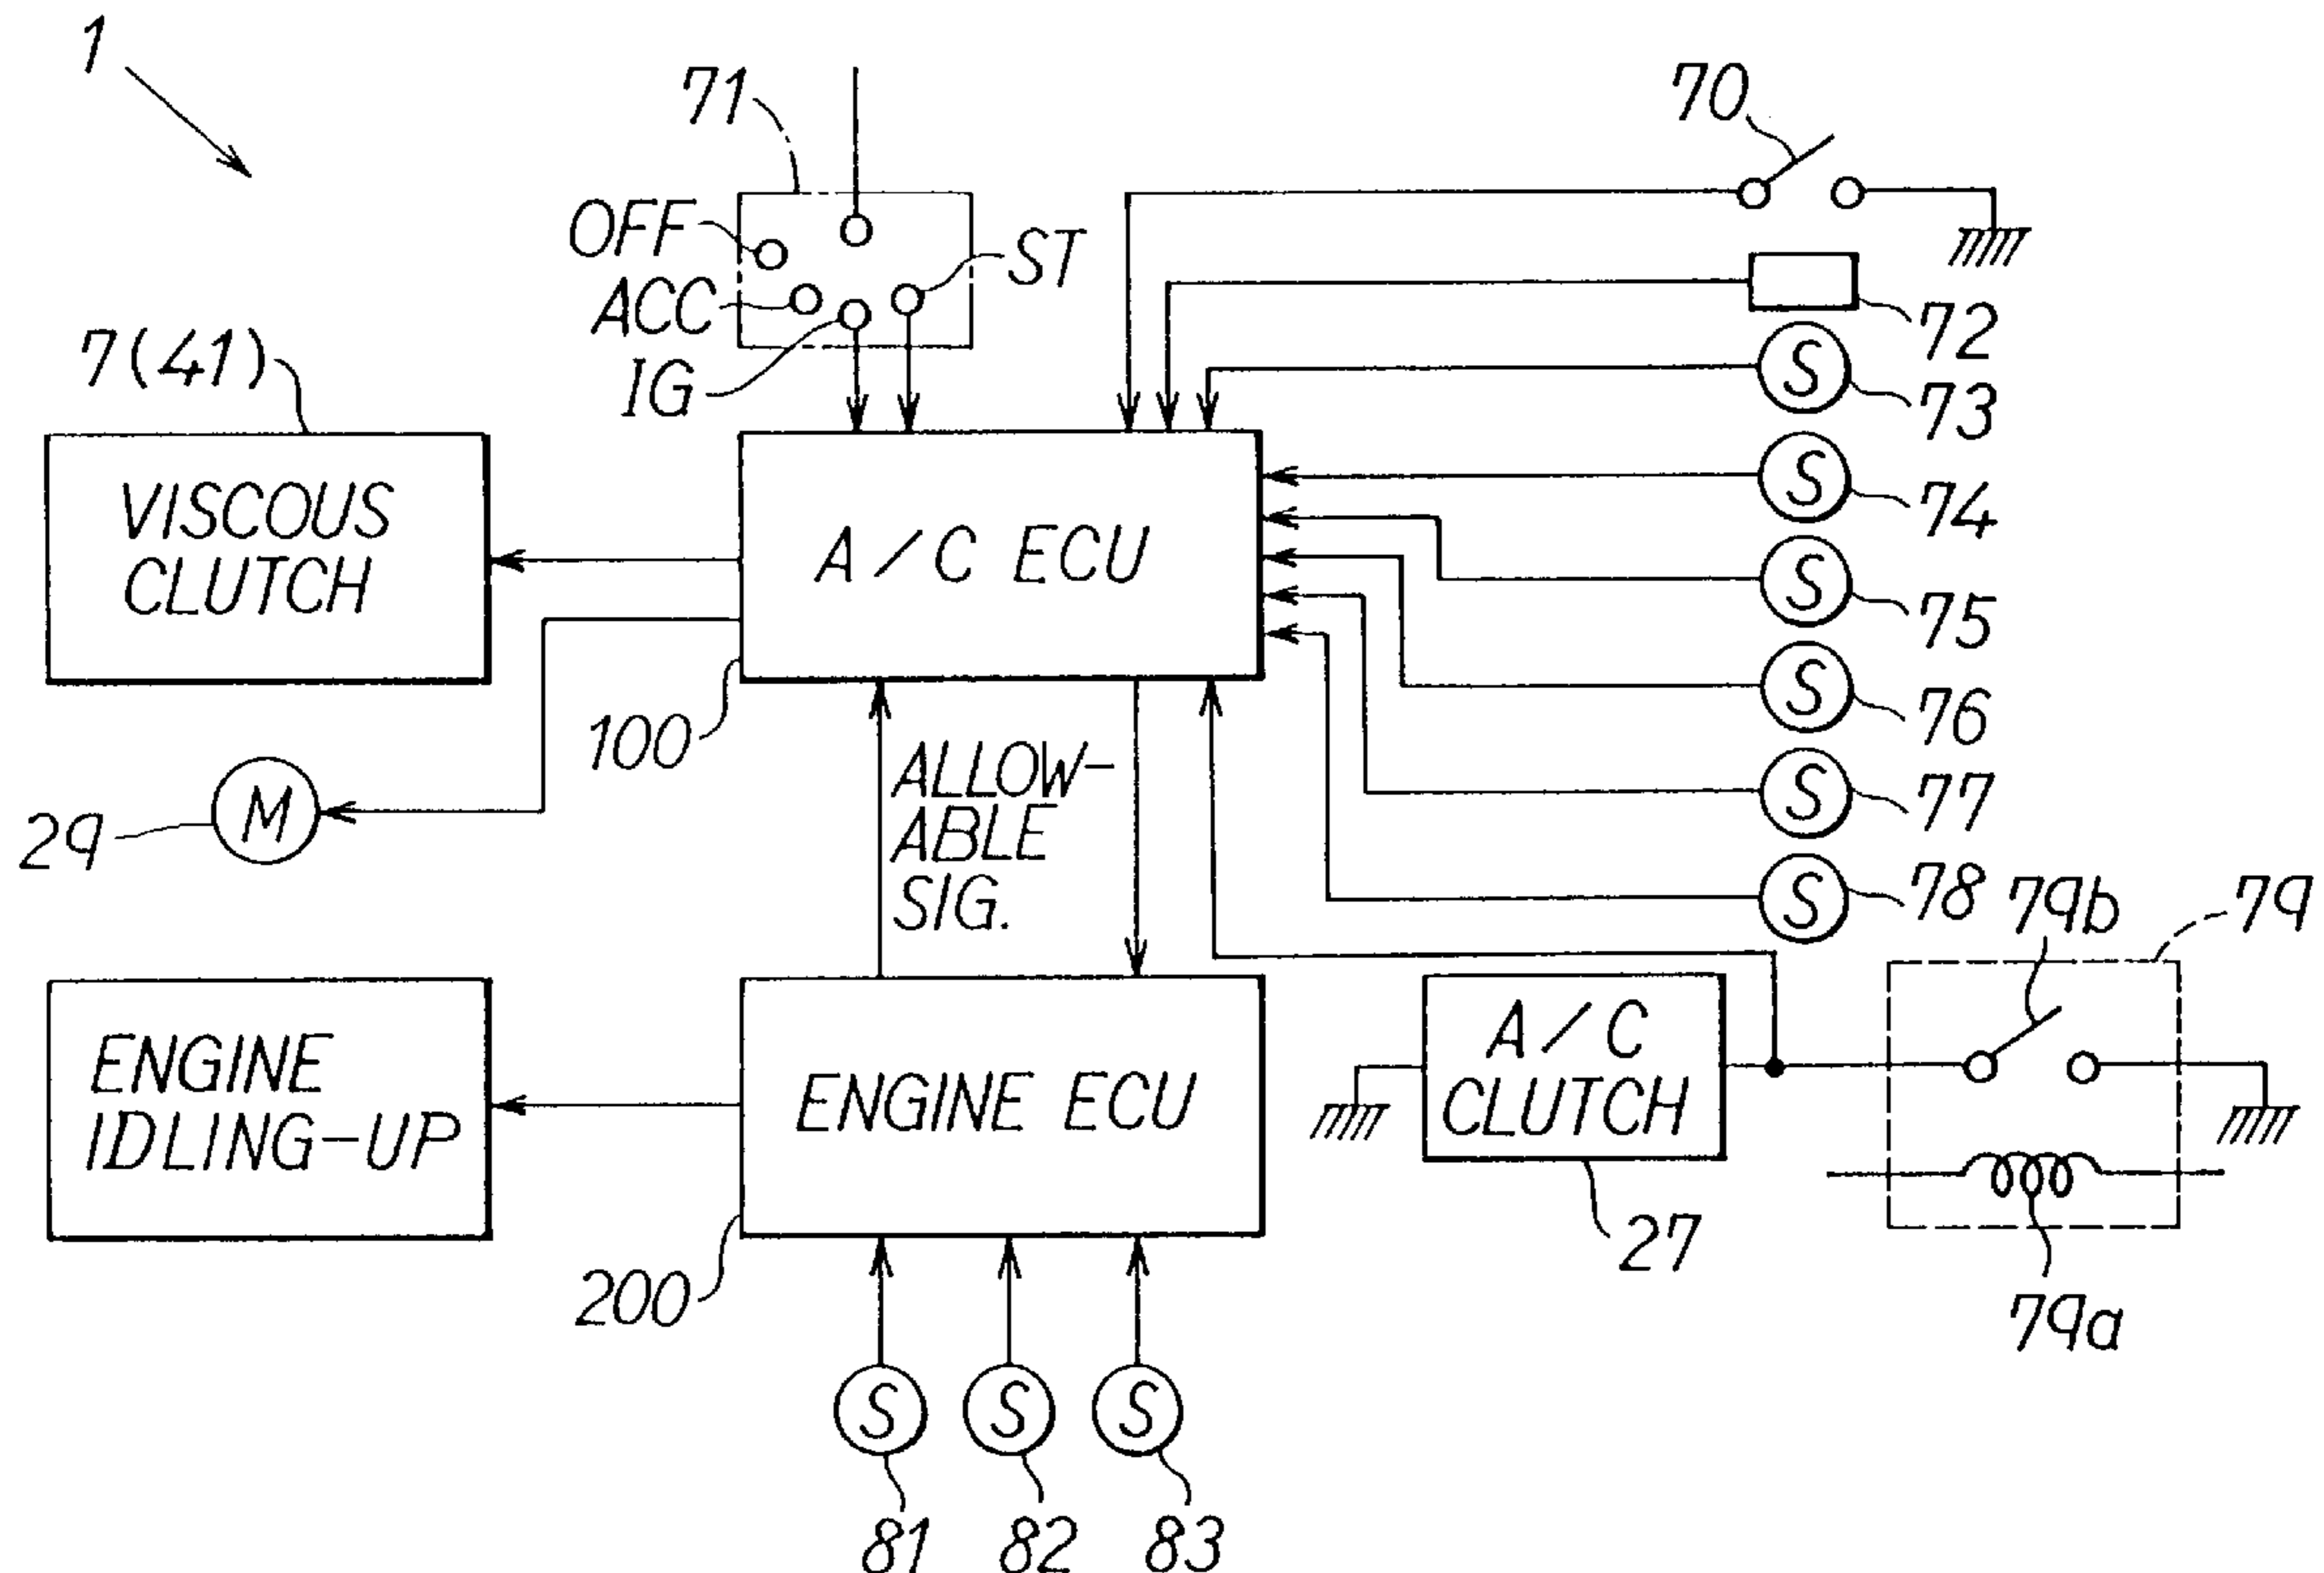 1
71
70
OFF
ST
ACC
IG
72
7(41)
S
73
VISCOUS
CLUTCH
A/C ECU
S
74
S
75
S
76
100
ALLOW-
ABLE
SIG.
M
29
S
77
S
78
79b
79
ENGINE
IDLING-UP
ENGINE ECU
A/C
CLUTCH
200
27
79a
S
S
S
81
82
83